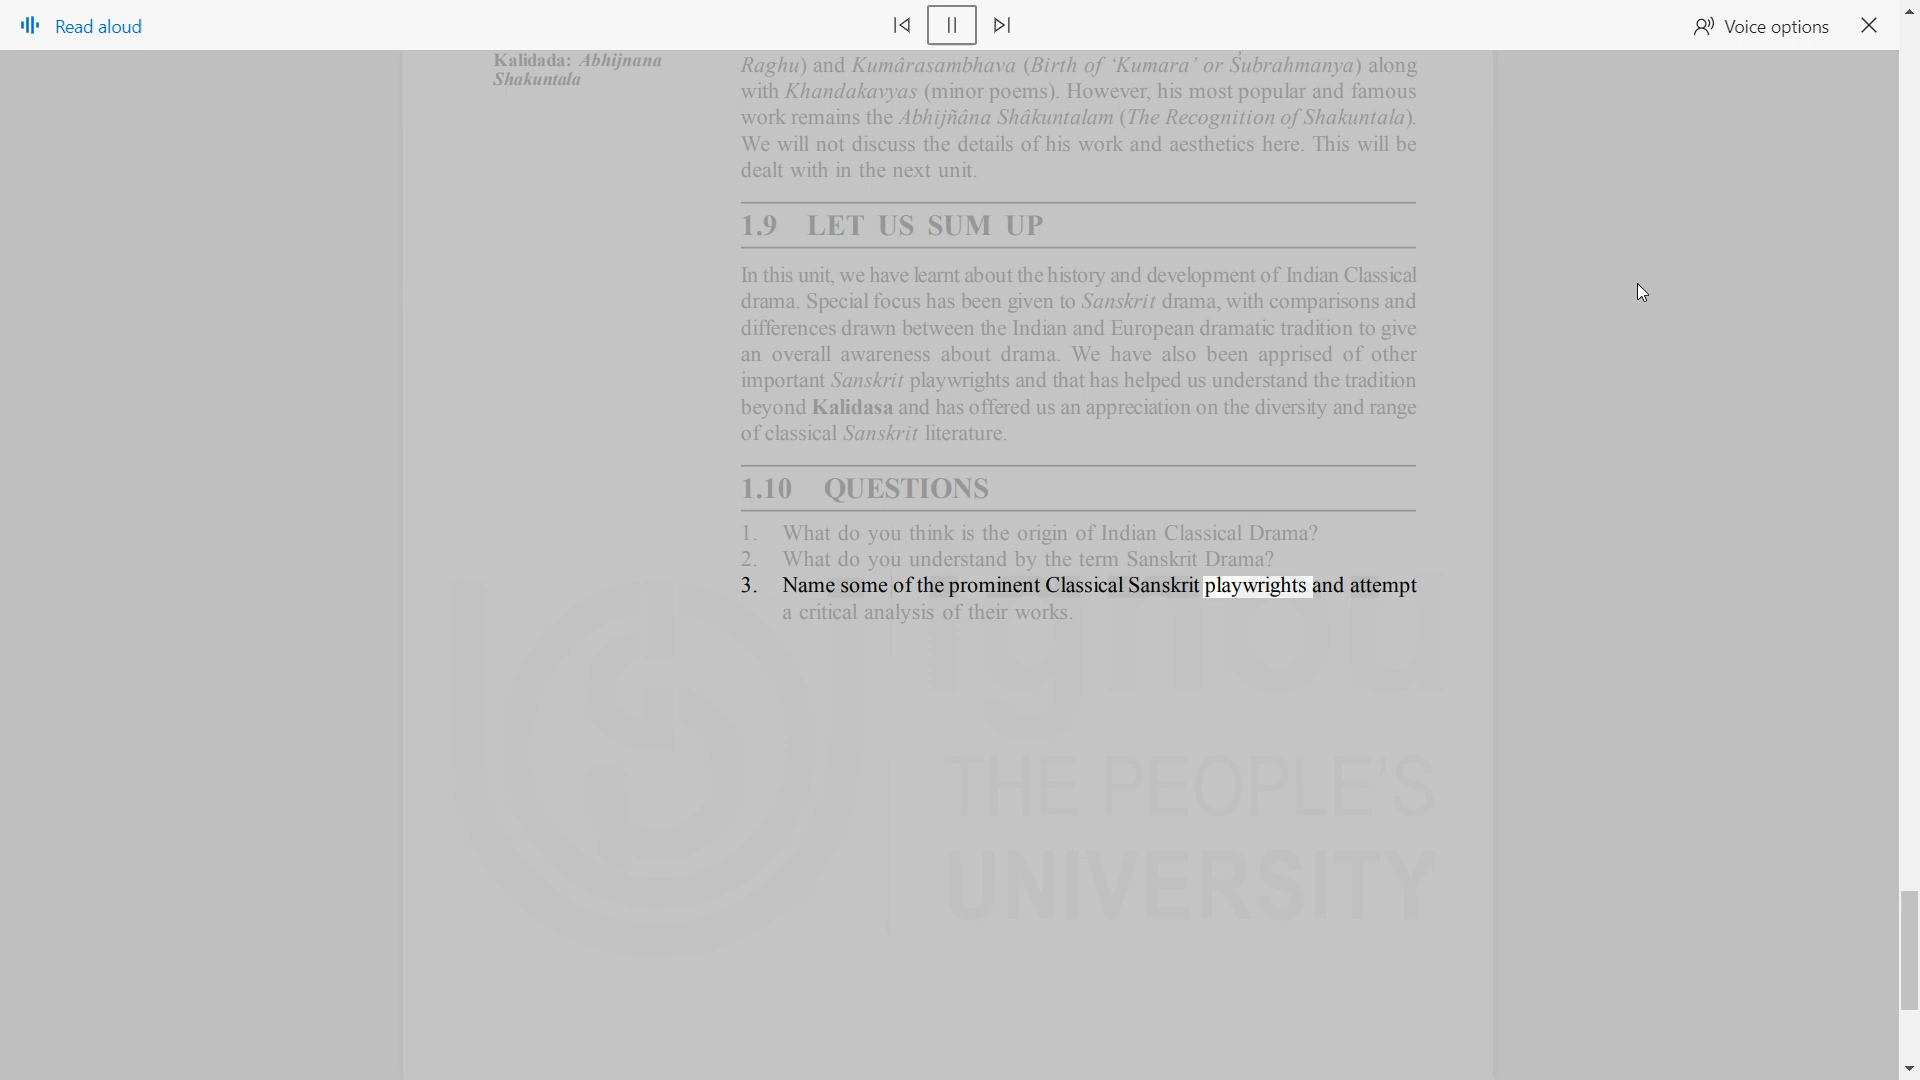 Read aloud
Voice options
Kalidada: Abhijnana
Shakuntala
Raghu) and Kumârasambhava (Birth of ‘Kumara’ or Subrahmanya) along
with Khandakavyas (minor poems). However, his most popular and famous
work remains the Abhijñâna Shâkuntalam (The Recognition of Shakuntala).
We will not discuss the details of his work and aesthetics here. This will be
dealt with in the next unit.
1.9 LET US SUM UP
In this unit, we have learnt about the history and development of Indian Classical
drama. Special focus has been given to Sanskrit drama, with comparisons and
differences drawn between the Indian and European dramatic tradition to give
an overall awareness about drama. We have also been apprised of other
important Sanskrit playwrights and that has helped us understand the tradition
beyond Kalidasa and has offered us an appreciation on the diversity and range
of classical Sanskrit literature.
1.10 QUESTIONS
1. What do you think is the origin of Indian Classical Drama?
2. What do you understand by the term Sanskrit Drama?
3. Name some of the prominent Classical Sanskrit playwrights and attempt
a critical analysis of their works.
ignou
THE PEOPLE’S
UNIVERSITY